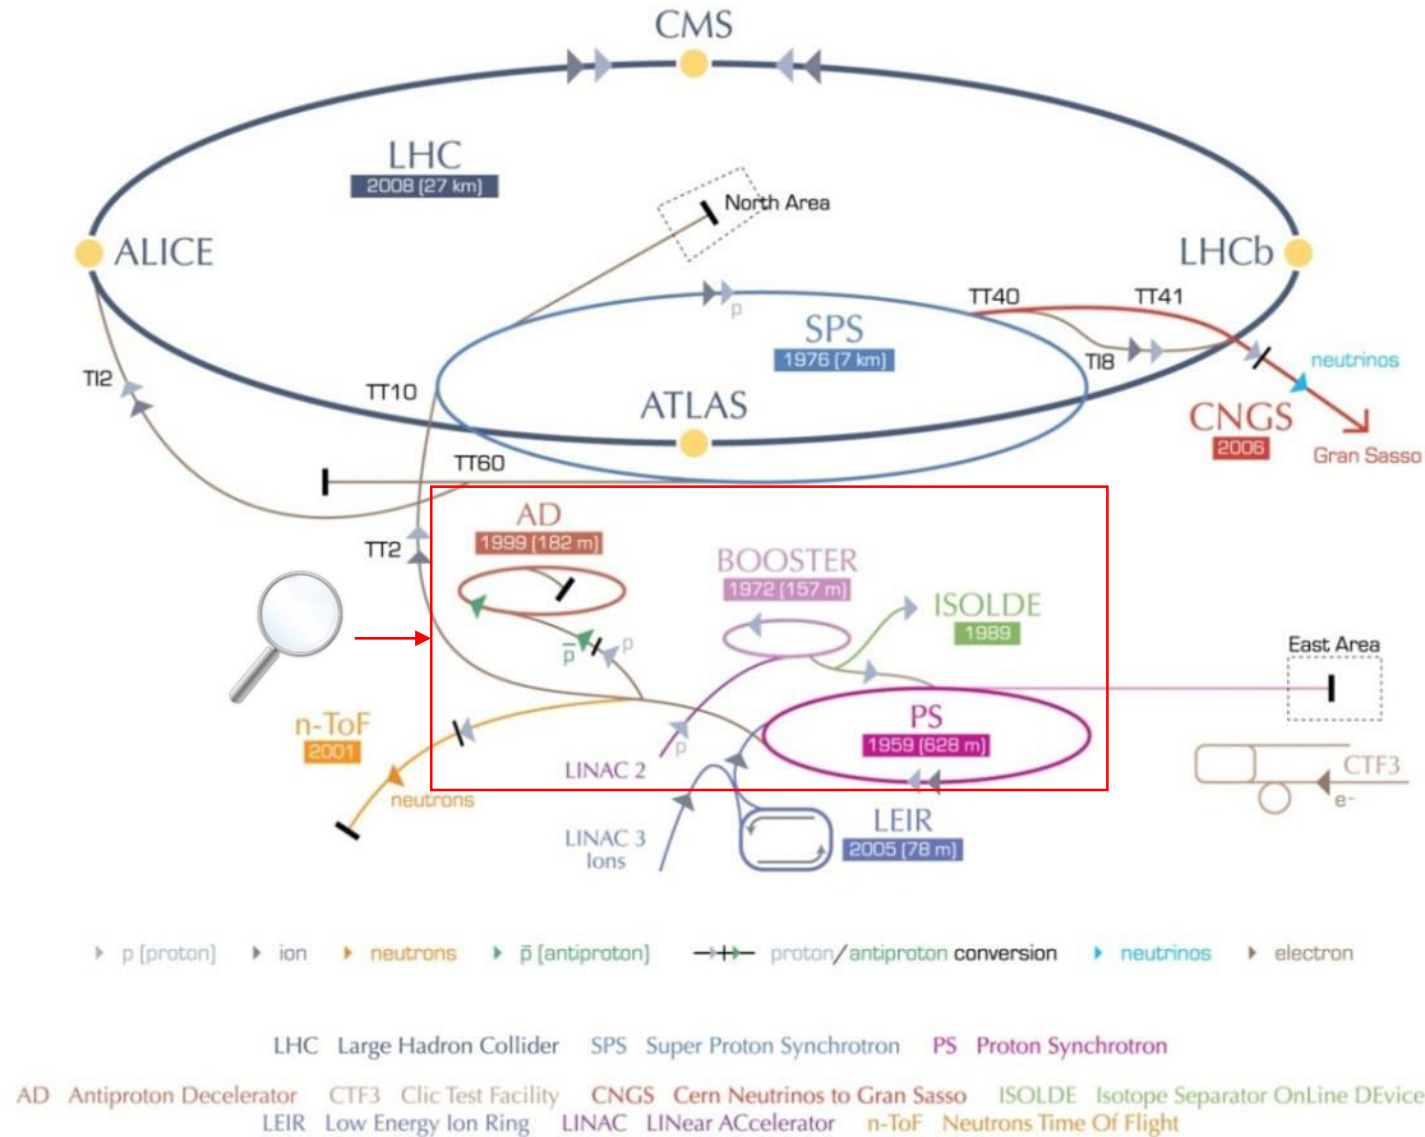 CMS
LHC
2008 (27 km)
North Area
ALICE
LHCb
TT40
TT41
p
SPS
1976 (7 km)
TI8
neutrinos
TI2
TT10
ATLAS
CNGS
2006
Gran Sasso
TT60
AD
1999 (182 m)
TT2
BOOSTER
1972 (157 m)
ISOLDE
1989
p̅
p
East Area
n-ToF
2001
PS
1959 (628 m)
p
LINAC 2
CTF3
neutrons
e-
LEIR
2005 (78 m)
LINAC 3
Ions
p (proton) ion neutrons p̅ (antiproton) proton/antiproton conversion neutrinos electron
LHC Large Hadron Collider SPS Super Proton Synchrotron PS Proton Synchrotron
AD Antiproton Decelerator CTF3 Clic Test Facility CNGS Cern Neutrinos to Gran Sasso ISOLDE Isotope Separator OnLine DEvice
LEIR Low Energy Ion Ring LINAC LINear ACcelerator n-ToF Neutrons Time Of Flight